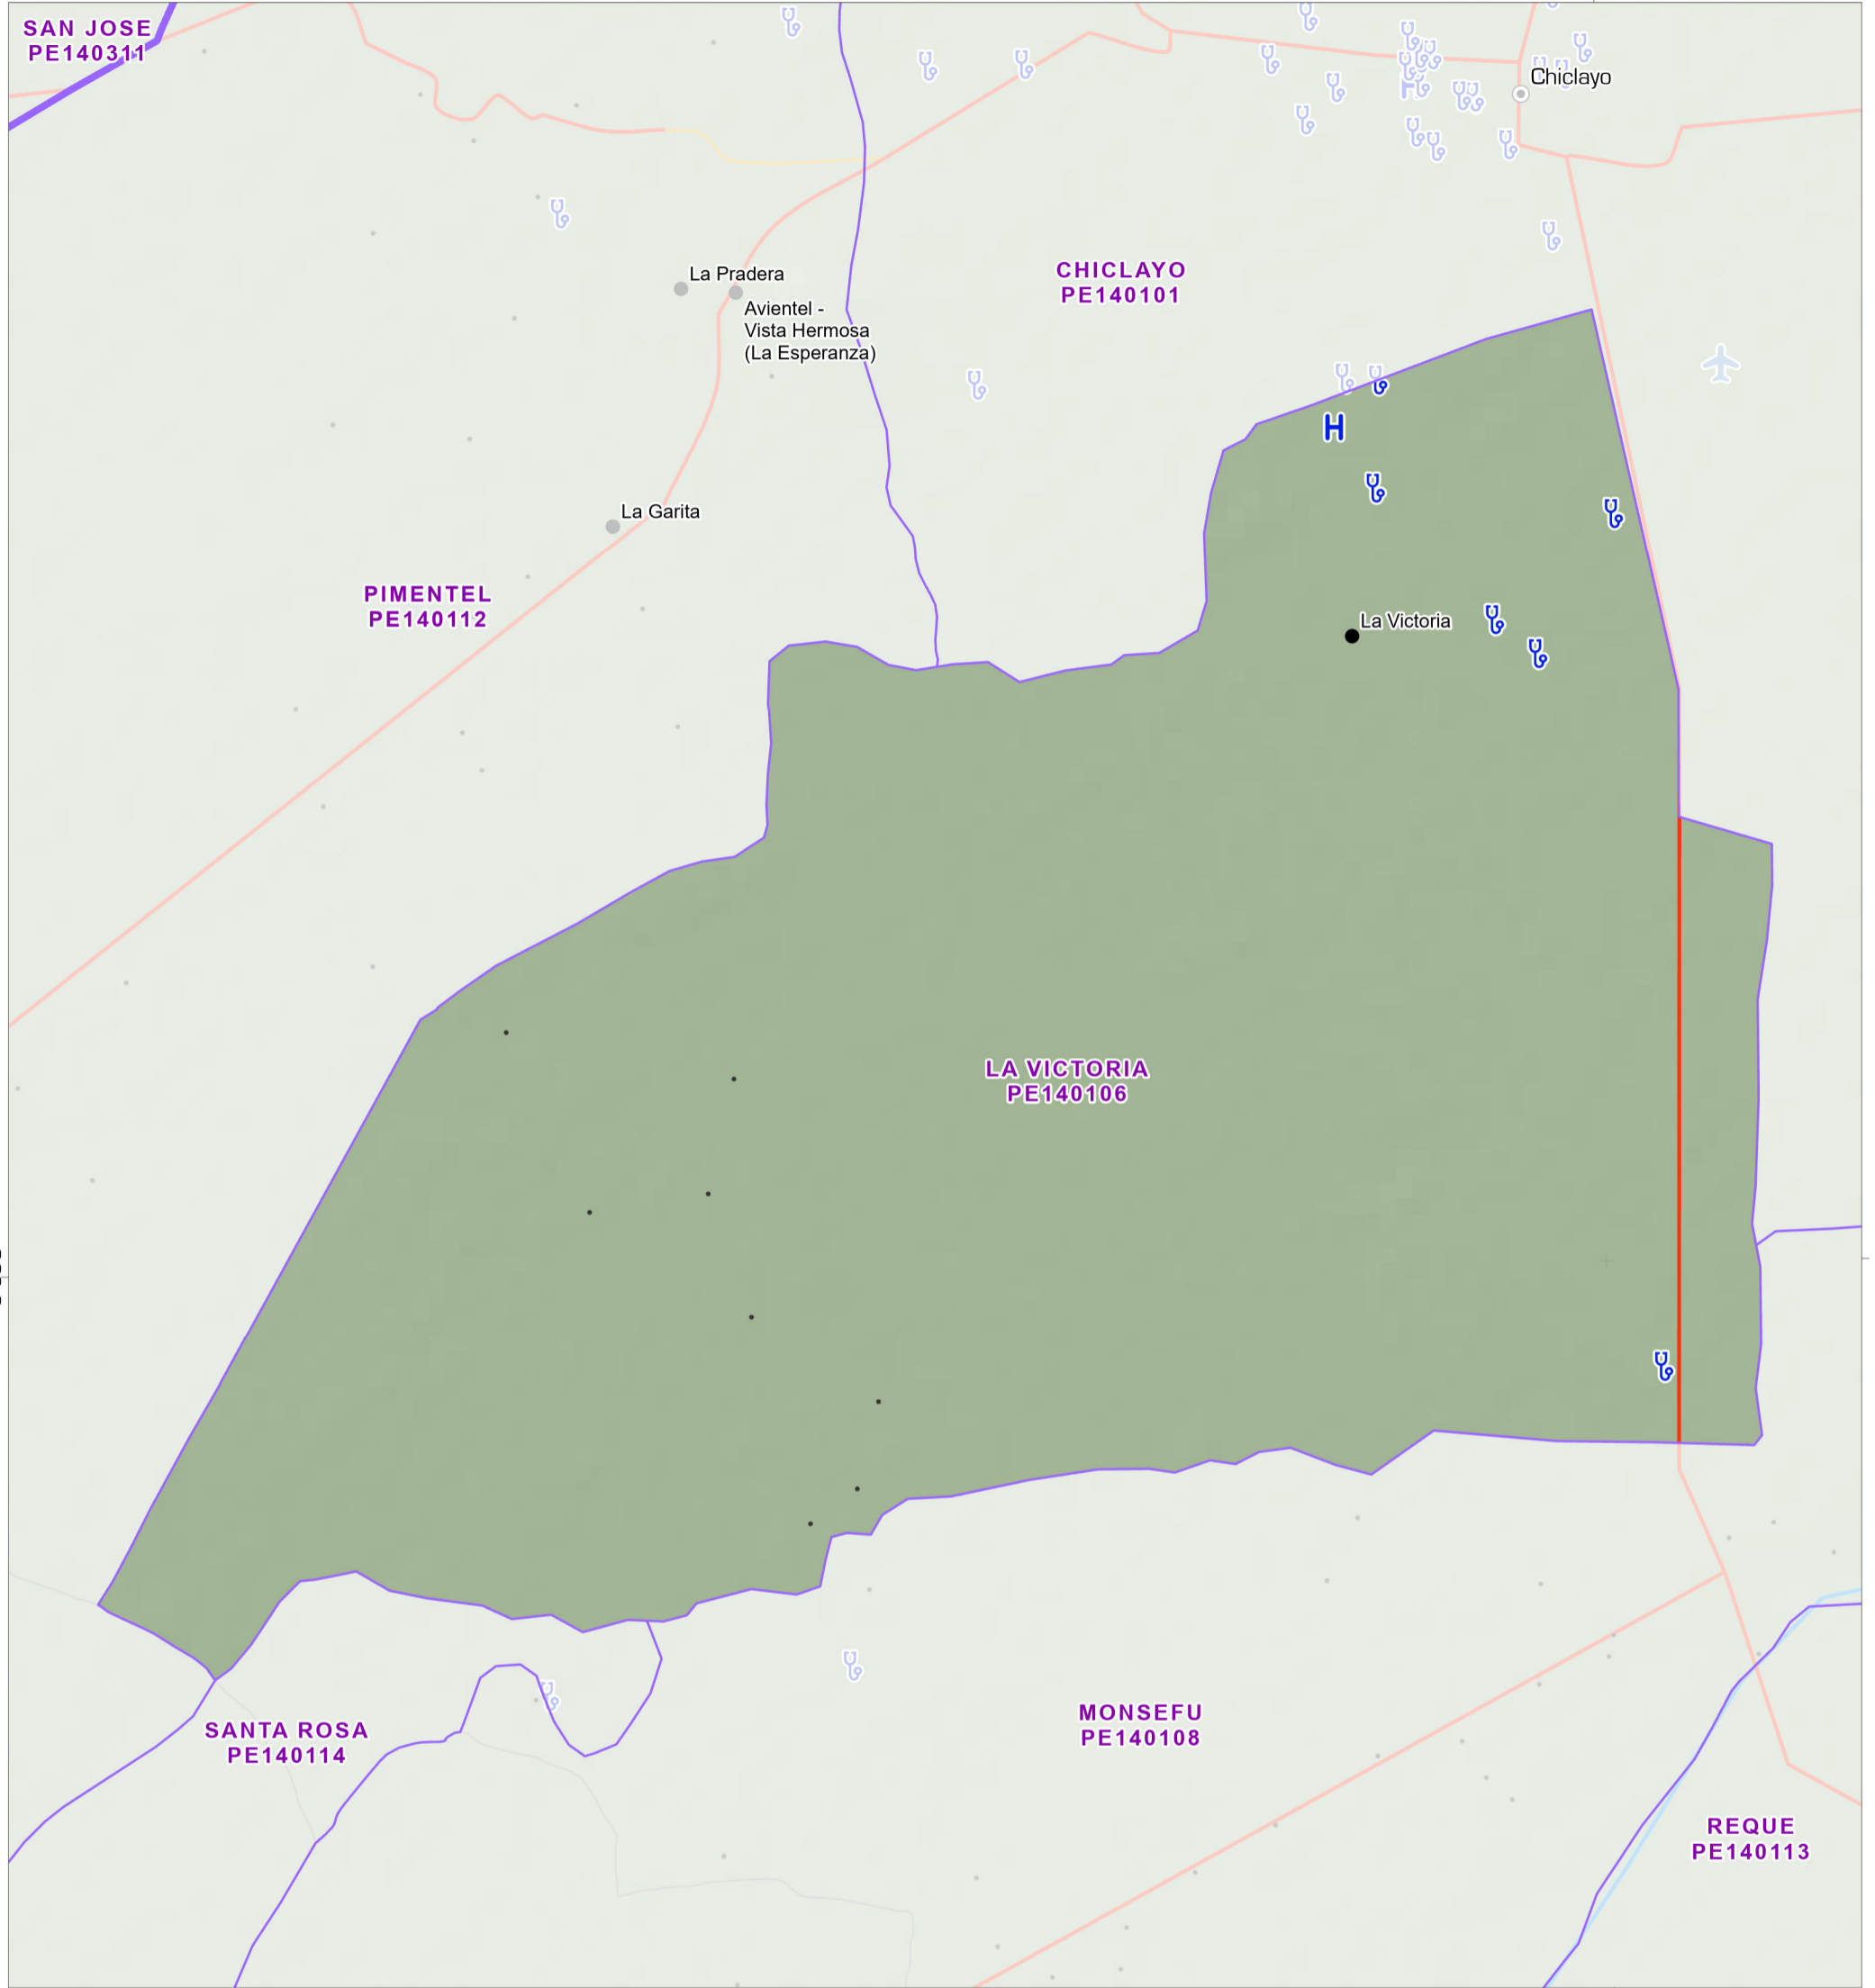 SAN JOSE
PE140311
Chiclayo
CHICLAYO
PE140101
La Pradera
Avientel -
Vista Hermosa
(La Esperanza)
H
La Garita
PIMENTEL
PE140112
La Victoria
LA VICTORIA
PE140106
SANTA ROSA
PE140114
MONSEFU
PE140108
REQUE
PE140113